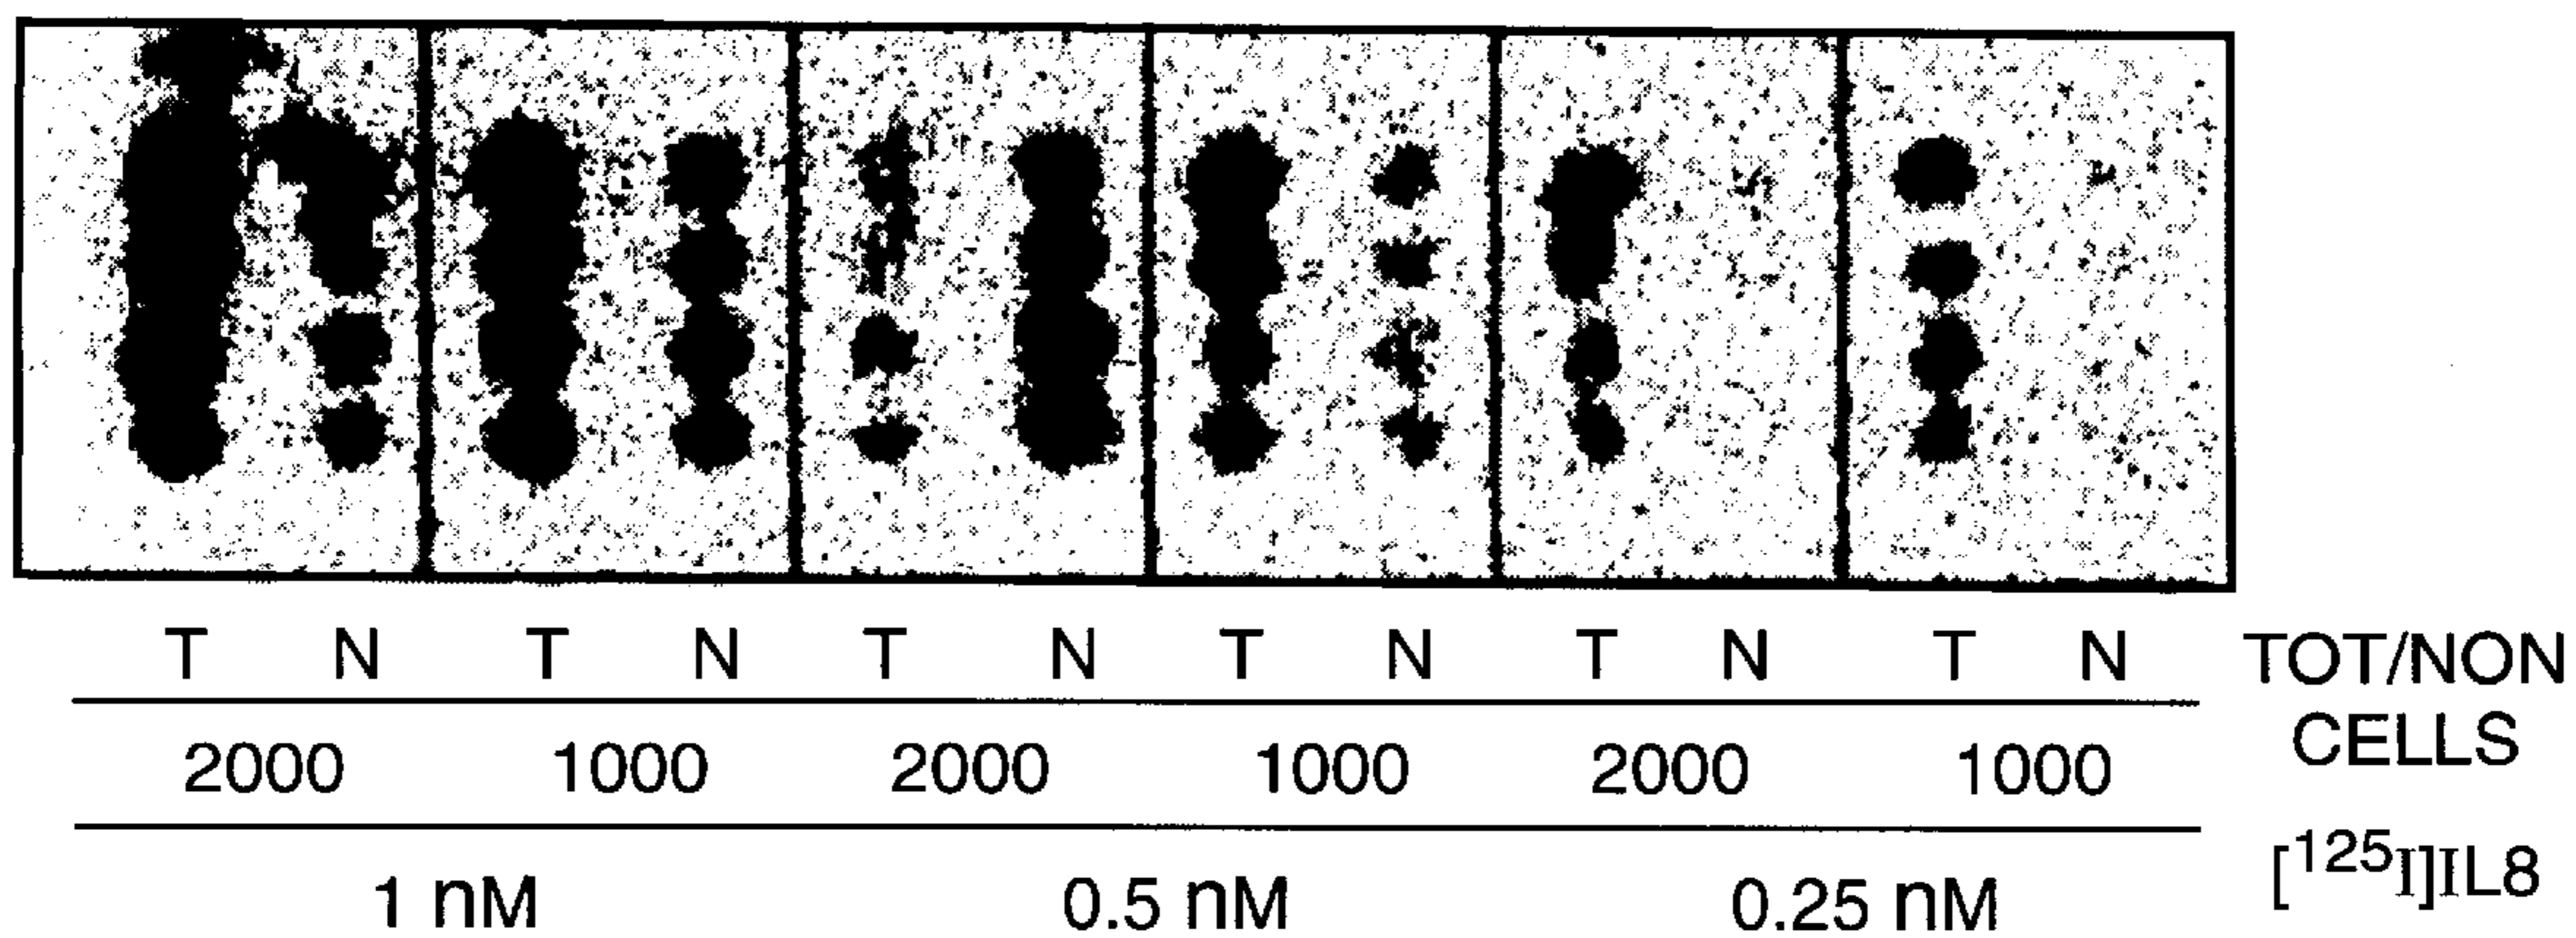 T N T N T N T N T N T N TOT/NON
2000 1000 2000 1000 2000 1000 CELLS
1 nM 0.5 nM 0.25 nM [¹²⁵I]IL8